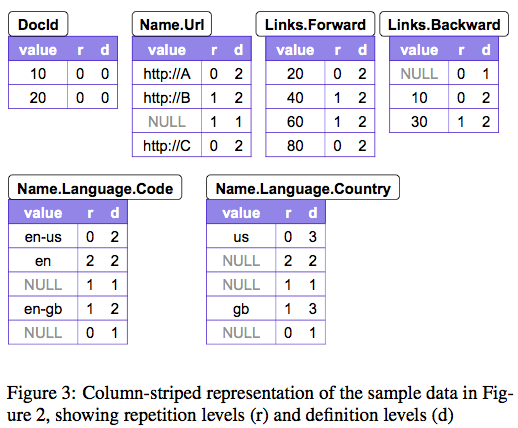 DocId
value r d
10 0 0
20 0 0
Name.Url
value r d
http://A 0 2
http://B 1 2
NULL 1 1
http://C 0 2
Links.Forward
value r d
20 0 2
40 1 2
60 1 2
80 0 2
Links.Backward
value r d
NULL 0 1
10 0 2
30 1 2
Name.Language.Code
value r d
en-us 0 2
en 2 2
NULL 1 1
en-gb 1 2
NULL 0 1
Name.Language.Country
value r d
us 0 3
NULL 2 2
NULL 1 1
gb 1 3
NULL 0 1
Figure 3: Column-striped representation of the sample data in Fig-
ure 2, showing repetition levels (r) and definition levels (d)